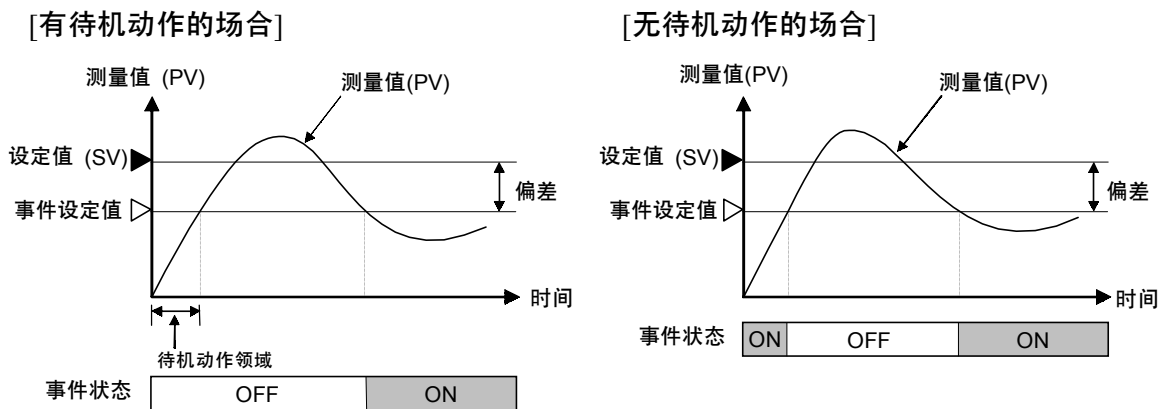 [有待机动作的场合]
测量值 (PV)
测量值(PV)
设定值 (SV)
事件设定值
偏差
时间
待机动作领域
事件状态
OFF
ON
[无待机动作的场合]
测量值(PV)
测量值(PV)
设定值 (SV)
事件设定值
偏差
时间
事件状态
ON
OFF
ON